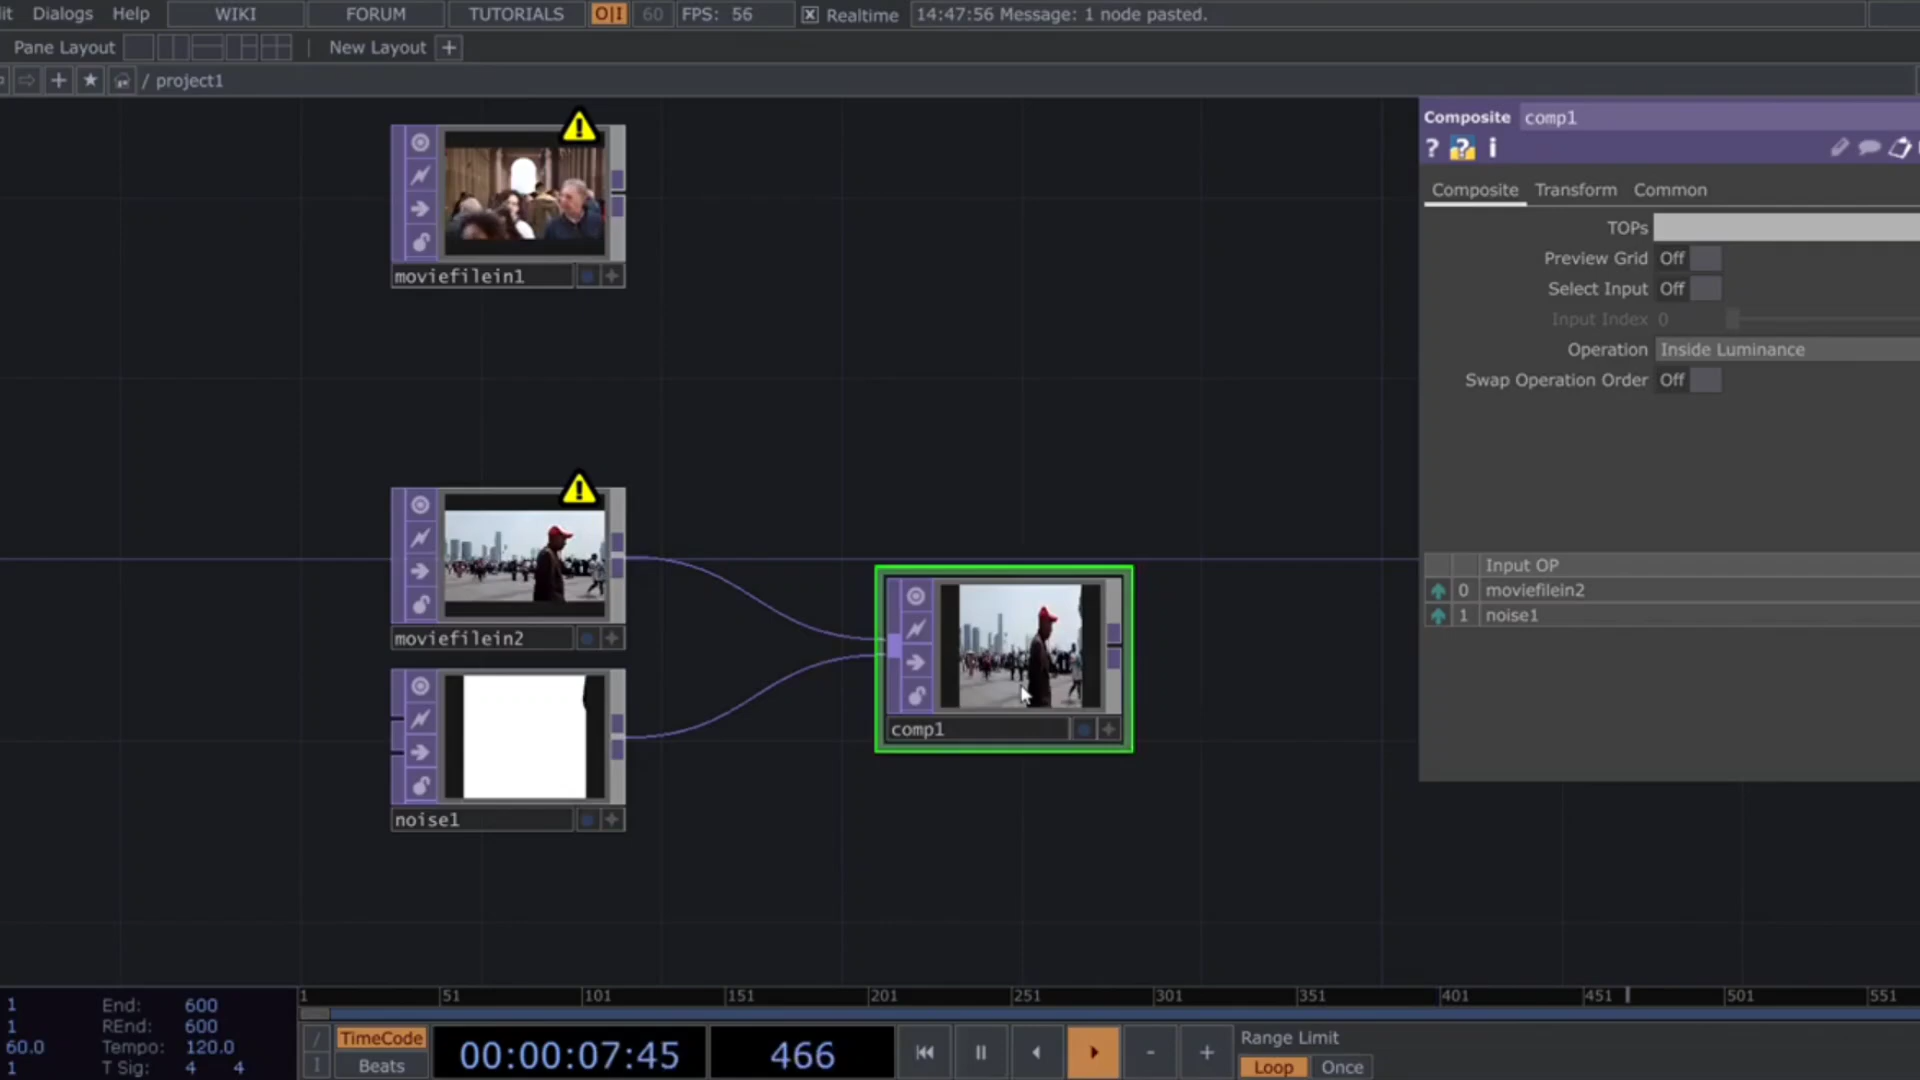 Dialogs Help WIKI FORUM TUTORIALS O|I 60 FPS: 56 Realtime 14:47:56 Message: 1 node pasted.
Pane Layout | New Layout +
+ / project1
moviefilein1
moviefilein2
noise1
comp1
Composite comp1
? ? i
Composite Transform Common
TOPs
Preview Grid Off
Select Input Off
Input Index 0
Operation Inside Luminance
Swap Operation Order Off
Input OP
0 moviefilein2
1 noise1
1 51 101 151 201 251 301 351 401 451 501 551
1 End: 600
1 REnd: 600
60.0 Tempo: 120.0
1 T Sig: 4 4
/ TimeCode
I Beats
00:00:07:45 466
- +
Range Limit
Loop Once